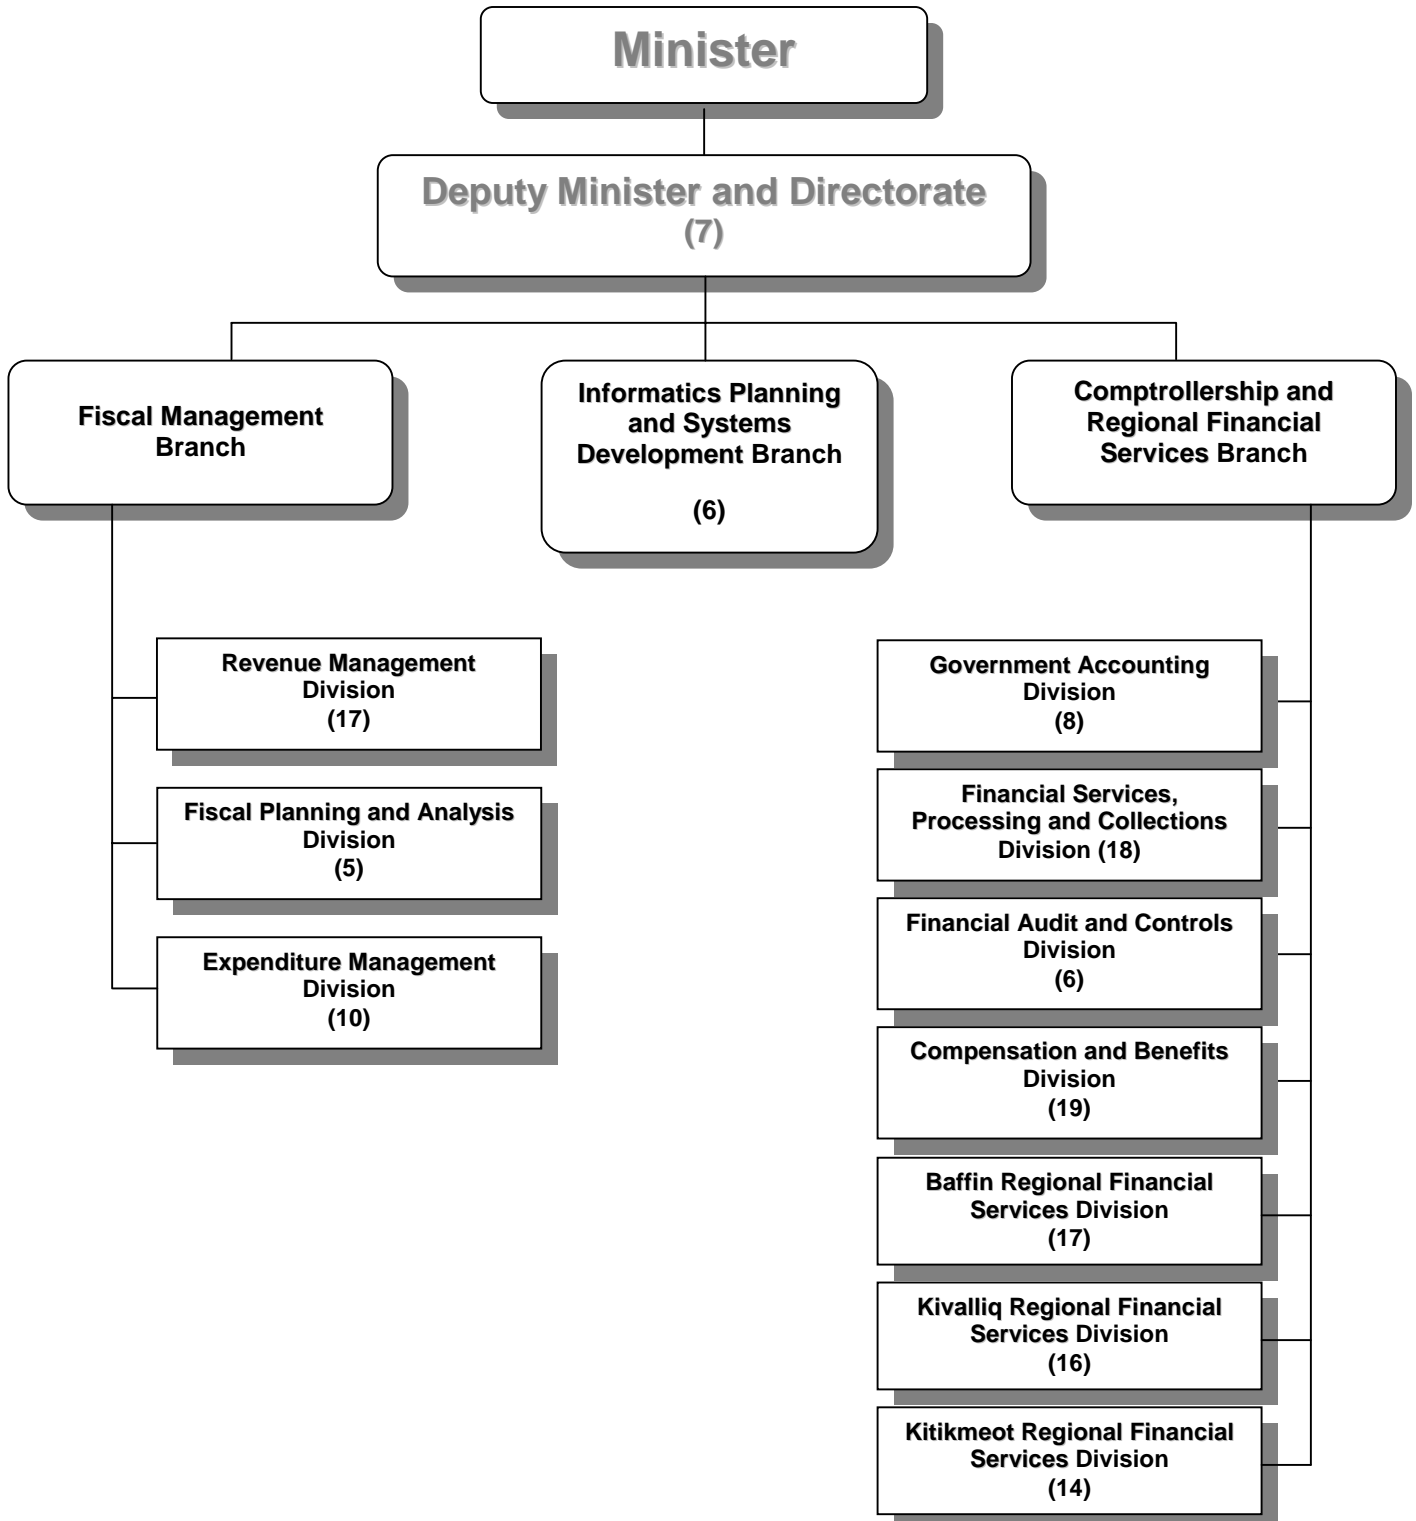 Minister
Deputy Minister and Directorate
(7)
Fiscal Management
Branch
Informatics Planning
and Systems
Development Branch
(6)
Comptrollership and
Regional Financial
Services Branch
Revenue Management
Division
(17)
Fiscal Planning and Analysis
Division
(5)
Expenditure Management
Division
(10)
Government Accounting
Division
(8)
Financial Services,
Processing and Collections
Division (18)
Financial Audit and Controls
Division
(6)
Compensation and Benefits
Division
(19)
Baffin Regional Financial
Services Division
(17)
Kivalliq Regional Financial
Services Division
(16)
Kitikmeot Regional Financial
Services Division
(14)